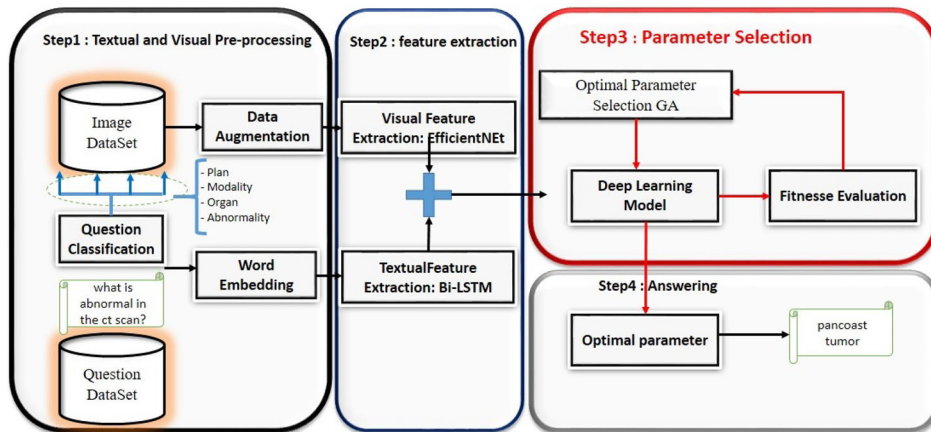 Step1 : Textual and Visual Pre-processing
Image
DataSet
Data
Augmentation
- Plan
- Modality
- Organ
- Abnormality
Question
Classification
Word
Embedding
what is
abnormal in
the ct scan?
Question
DataSet
Step2 : feature extraction
Visual Feature
Extraction: EfficientNEt
TextualFeature
Extraction: Bi-LSTM
Step3 : Parameter Selection
Optimal Parameter
Selection GA
Deep Learning
Model
Fitnesse Evaluation
Step4 : Answering
Optimal parameter
pancoast
tumor